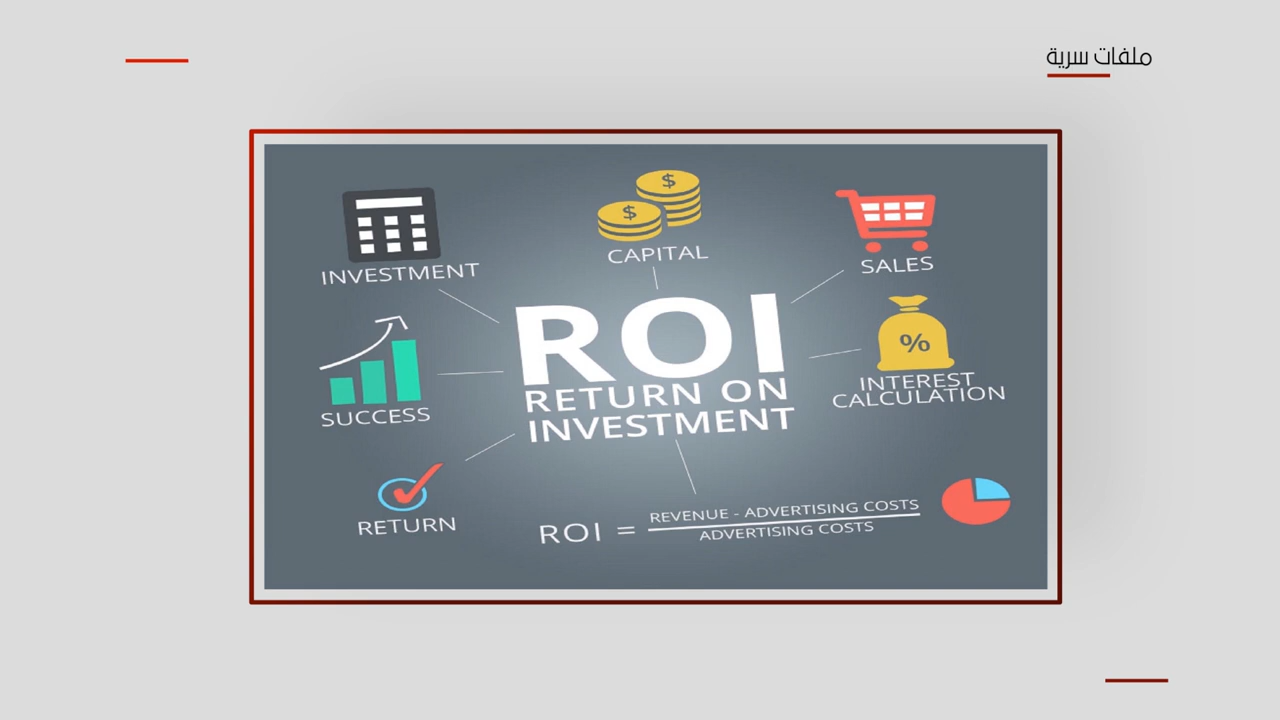 ملفات سرية
INVESTMENT
$
$
CAPITAL
SALES
ROI
RETURN ON
INVESTMENT
%
INTEREST
CALCULATION
SUCCESS
RETURN
ROI = REVENUE - ADVERTISING COSTS
ADVERTISING COSTS